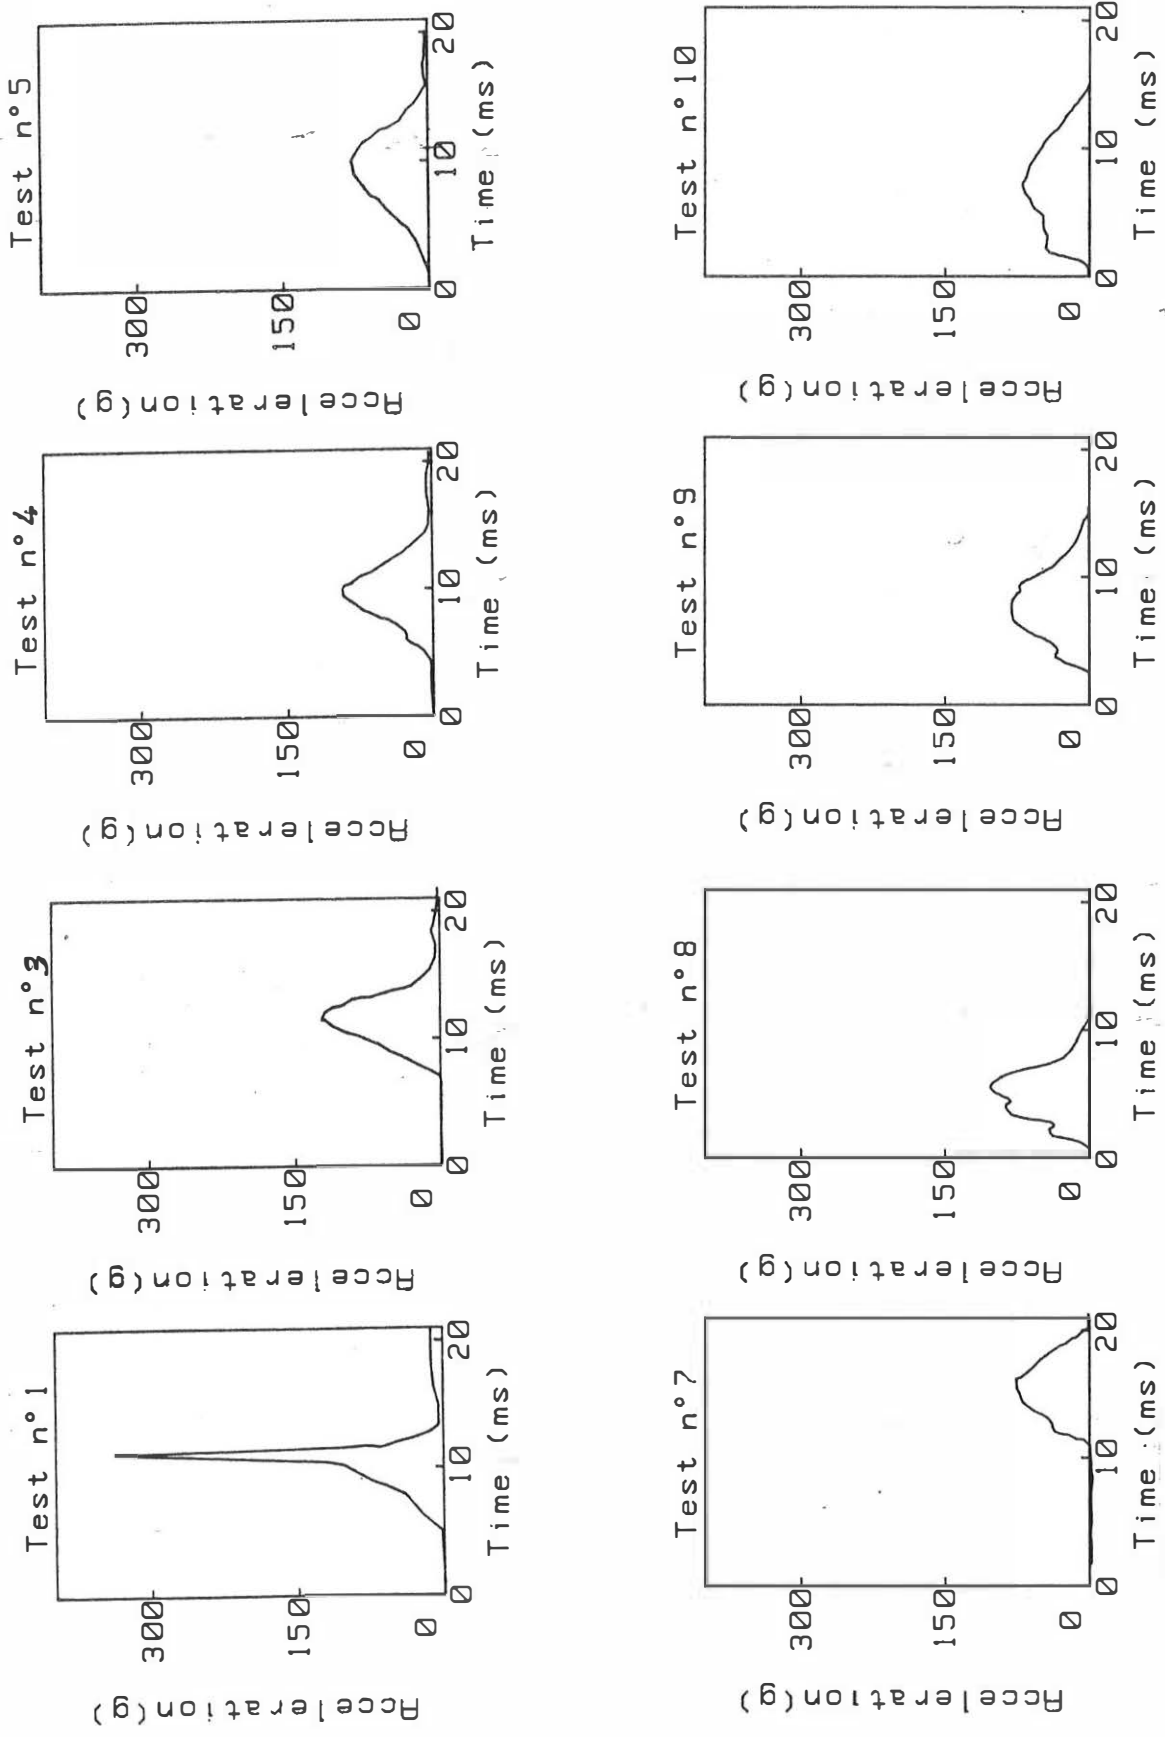 Test n°1
Acceleration(g)
300
150
0
0 10 20
Time (ms)
Test n°3
Acceleration(g)
300
150
0
0 10 20
Time (ms)
Test n°4
Acceleration(g)
300
150
0
0 10 20
Time (ms)
Test n°5
Acceleration(g)
300
150
0
0 10 20
Time (ms)
Test n°7
Acceleration(g)
300
150
0
0 10 20
Time (ms)
Test n°8
Acceleration(g)
300
150
0
0 10 20
Time (ms)
Test n°9
Acceleration(g)
300
150
0
0 10 20
Time (ms)
Test n°10
Acceleration(g)
300
150
0
0 10 20
Time (ms)